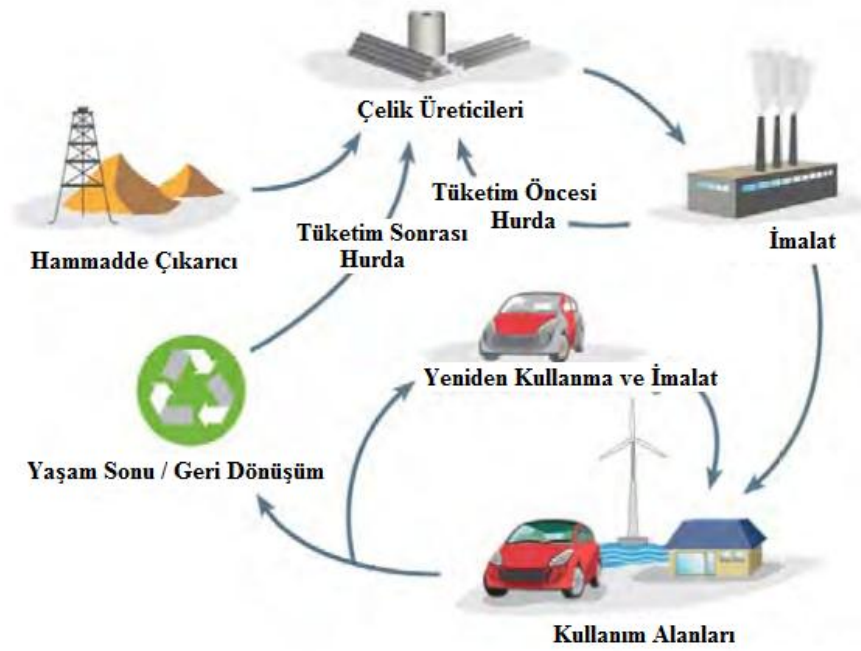 Çelik Üreticileri
Hammadde Çıkarıcı
Tüketim Öncesi
Hurda
Tüketim Sonrası
Hurda
İmalat
Yeniden Kullanma ve İmalat
Yaşam Sonu / Geri Dönüşüm
Kullanım Alanları